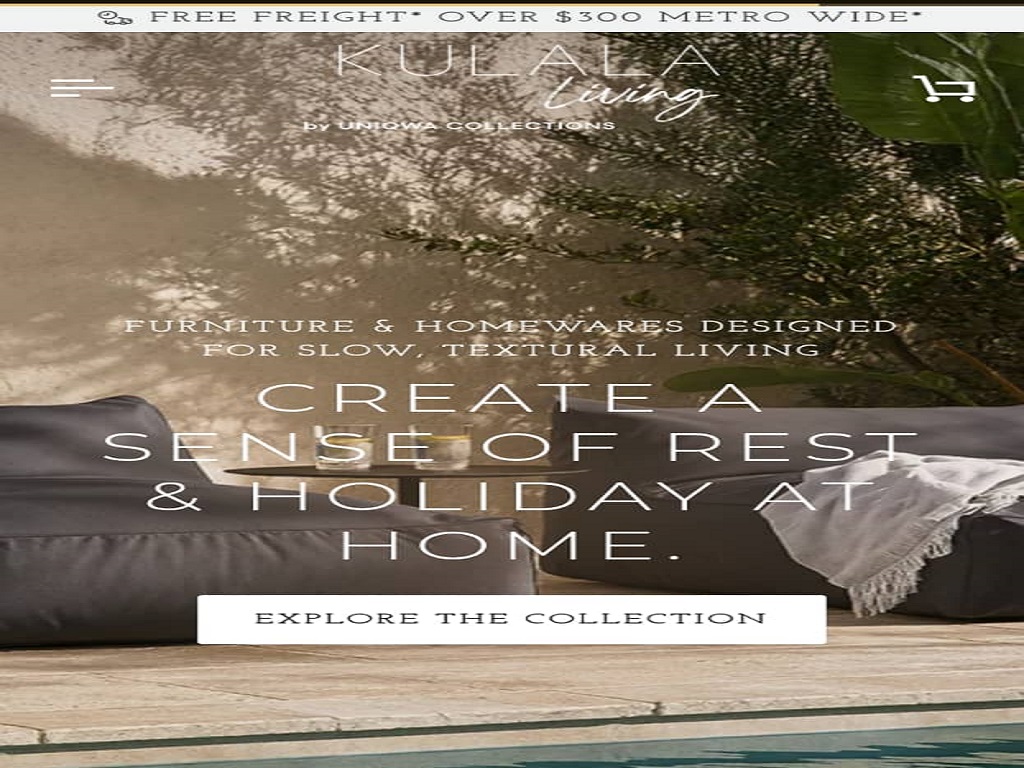 FREE FREIGHT* OVER $300 METRO WIDE*
KULALA
Living
by UNIQWA COLLECTIONS
FURNITURE & HOMEWARES DESIGNED
FOR SLOW, TEXTURAL LIVING
CREATE A
SENSE OF REST
& HOLIDAY AT
HOME.
EXPLORE THE COLLECTION